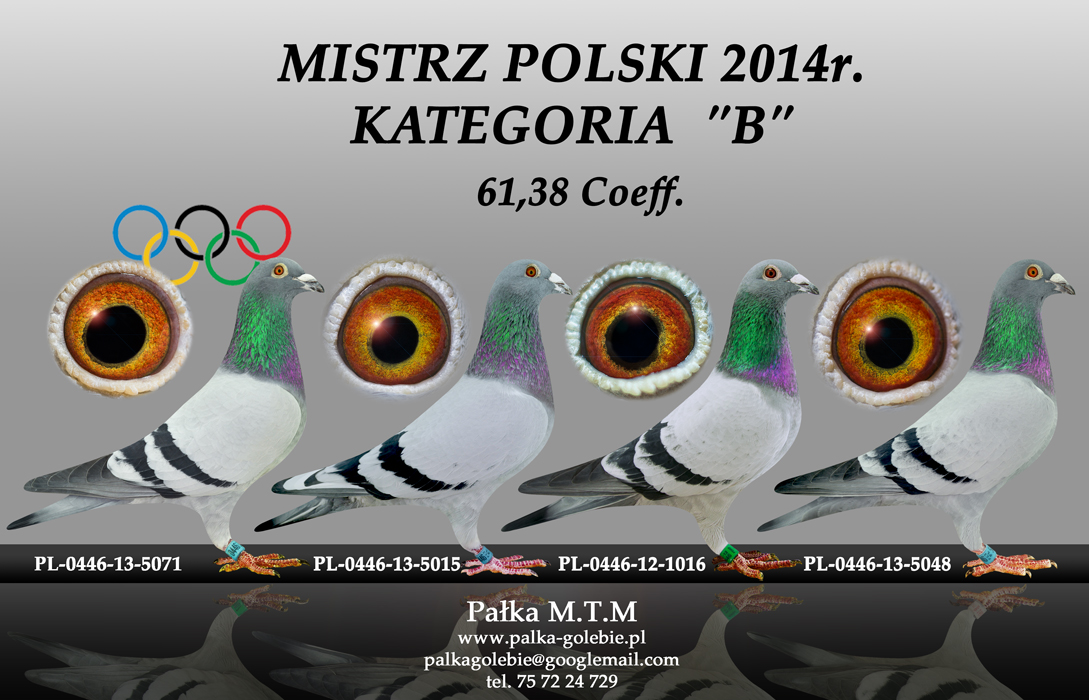 MISTRZ POLSKI 2014r.
KATEGORIA "B"
61,38 Coeff.
PL-0446-13-5071
PL-0446-13-5015
PL-0446-12-1016
PL-0446-13-5048
Pałka M.T.M
www.palka-golebie.pl
palkagolebie@googlemail.com
tel. 75 72 24 729